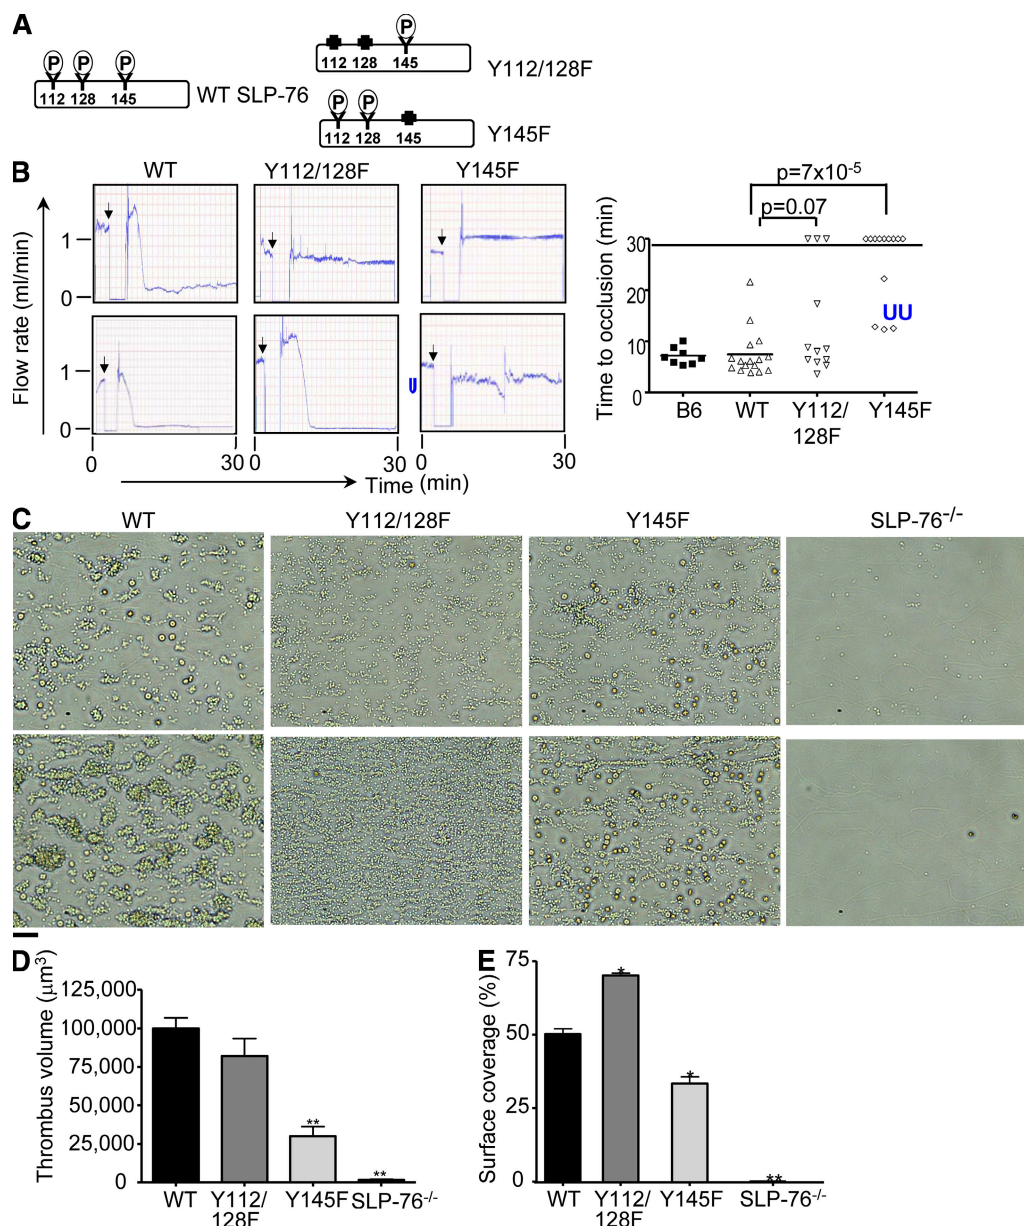 A
P P P
112 128 145
WT SLP-76
P
112 128 145
Y112/128F
P P
112 128 145
Y145F
B
WT Y112/128F Y145F
Flow rate (ml/min)
1
0
1
0
U
0 30 0 30 0 30
Time (min)
p=7x10-5
p=0.07
Time to occlusion (min)
30
20
10
0
UU
B6 WT Y112/ Y145F
128F
C
WT Y112/128F Y145F SLP-76-/-
D
Thrombus volume (μm3)
125,000
100,000
75,000
50,000
25,000
0
**
**
WT Y112/ Y145F SLP-76-/-
128F
E
Surface coverage (%)
75
50
25
0
*
*
**
WT Y112/ Y145F SLP-76-/-
128F